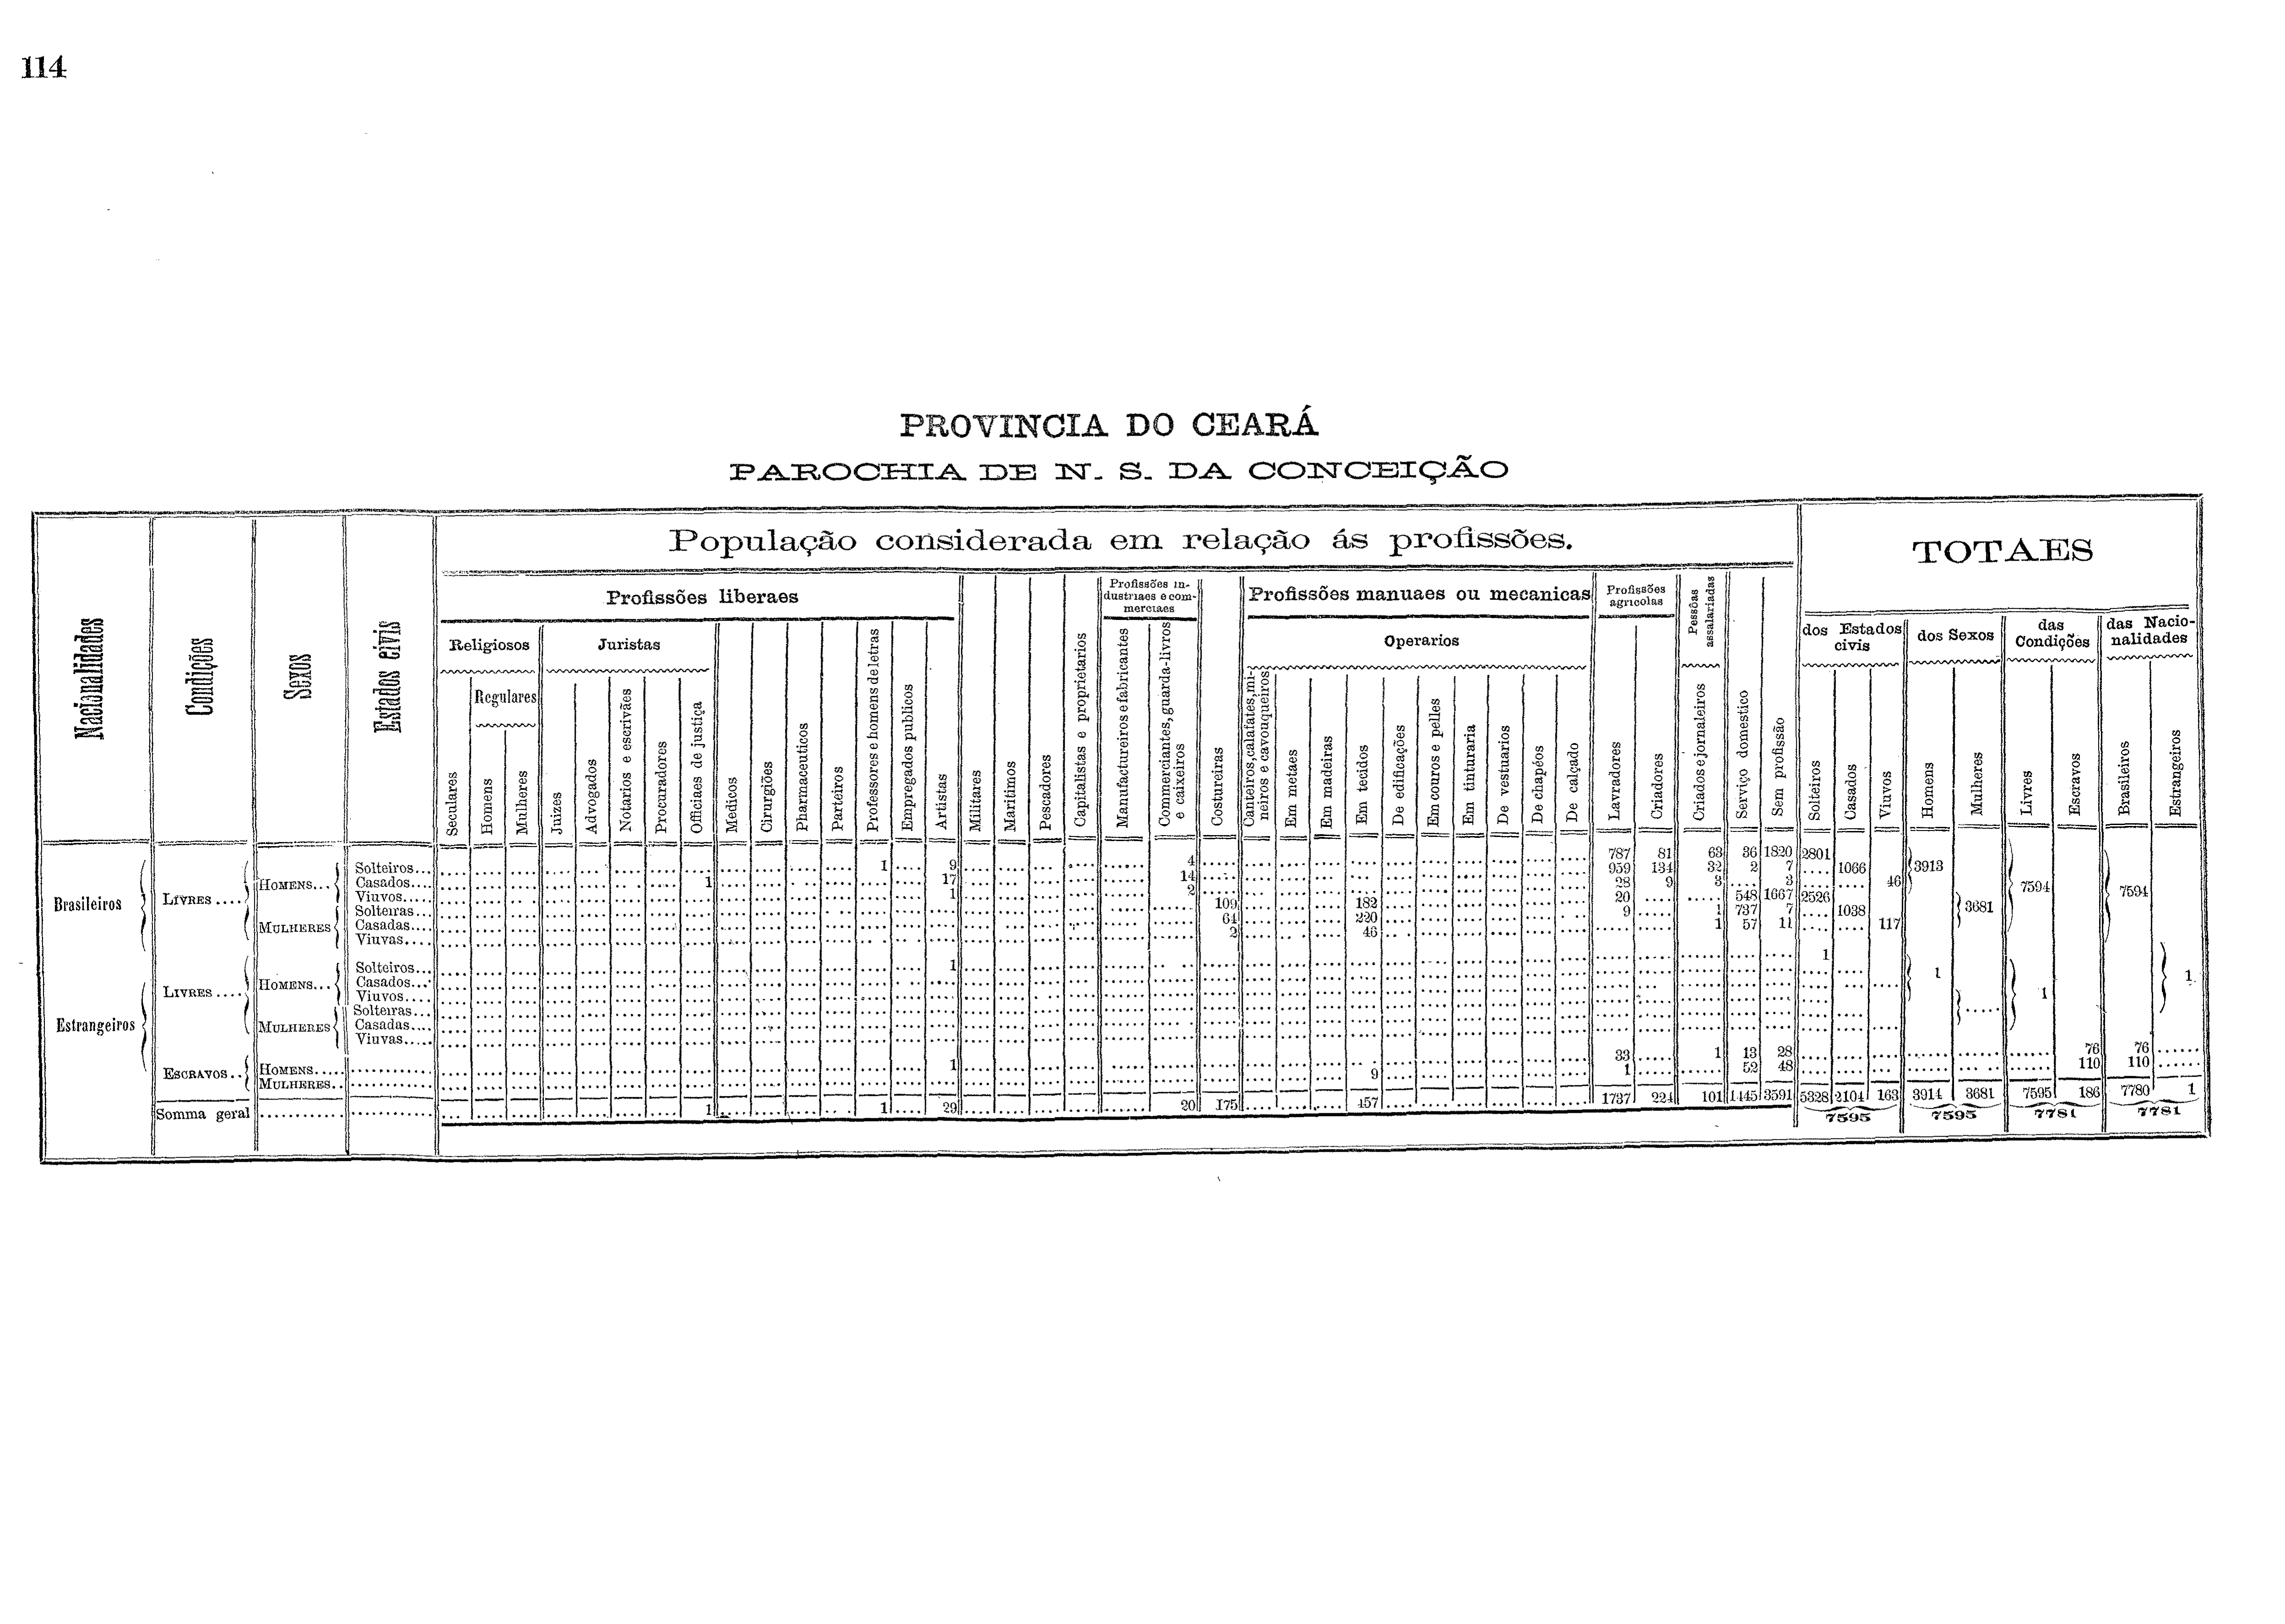 114
PROVINCIA DO CEARÁ
PAROCHIA DE N. S. DA CONCEIÇÃO
Nacionalidades
Condições
Sexos
Estados civis
População considerada em relação ás profissões.
TOTAES
Profissões liberaes
Religiosos
Regulares
Juristas
Seculares
Homens
Mulheres
Juizes
Advogados
Notarios e escrivães
Procuradores
Officiaes de justiça
Medicos
Cirurgiões
Pharmaceuticos
Parteiros
Professores e homens de letras
Empregados publicos
Artistas
Militares
Maritimos
Pescadores
Capitalistas e proprietarios
Profissões in-
dustriaes e com-
merciaes
Manufactureiros e fabricantes
Commerciantes, guarda-livros
e caixeiros
Costureiras
Profissões manuaes ou mecanicas
Operarios
Canteiros, calafates, mi-
neiros e cavouqueiros
Em metaes
Em madeiras
Em tecidos
De edificações
Em couros e pelles
Em tinturaria
De vestuarios
De chapéos
De calçado
Profissões
agricolas
Lavradores
Criadores
Pessôas
assalariadas
Criados e jornaleiros
Serviço domestico
Sem profissão
dos Estados
civis
Solteiros
Casados
Viuvos
dos Sexos
Homens
Mulheres
das
Condições
Livres
Escravos
das Nacio-
nalidades
Brasileiros
Estrangeiros
Brasileiros
LIVRES ....
HOMENS...
Solteiros... 1 9 4 787 81 63 36 1820 2801
Casados.... 1 17 14 959 134 32 2 7 1066
Viuvos.... 1 2 28 9 3 3 46
3913
MULHERES
Solteiras... 109 182 20 548 1667 2526
Casadas.... 64 220 9 1 737 7 1038
Viuvas.... 2 46 1 57 11 117
3681
7594
7594
Estrangeiros
LIVRES ....
HOMENS...
Solteiros... 1 1
Casados...
Viuvos....
1
MULHERES
Solteiras...
Casadas....
Viuvas.....
1
1
ESCRAVOS..
HOMENS.... 1 33 1 13 28 76 76
MULHERES.. 9 1 52 48 110 110
Somma geral 1 1 29 20 175 457 1737 224 101 1445 3591 5328 2104 163 3914 3681 7595 186 7780 1
7595 7595 7781 7781